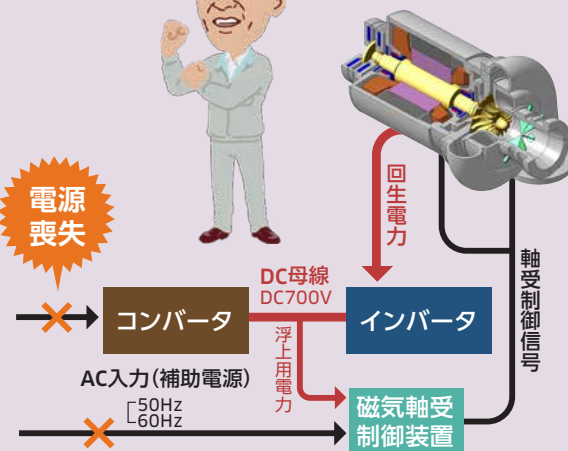 電源
喪失
回生電力
DC母線
DC700V
コンバータ
インバータ
浮上用電力
軸受制御信号
AC入力(補助電源)
50Hz
60Hz
磁気軸受
制御装置